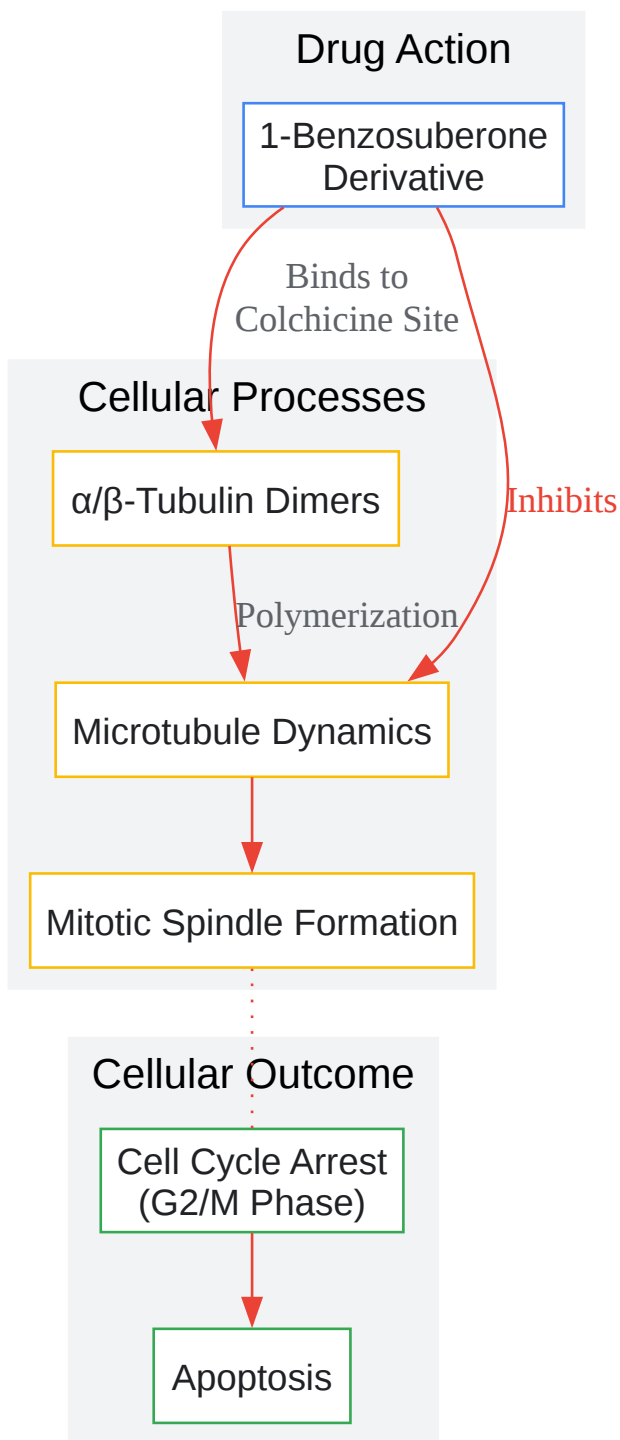 Drug Action
1-Benzosuberone
Derivative
Binds to
Colchicine Site
Cellular Processes
α/β-Tubulin Dimers
Inhibits
Polymerization
Microtubule Dynamics
Mitotic Spindle Formation
Cellular Outcome
Cell Cycle Arrest
(G2/M Phase)
Apoptosis